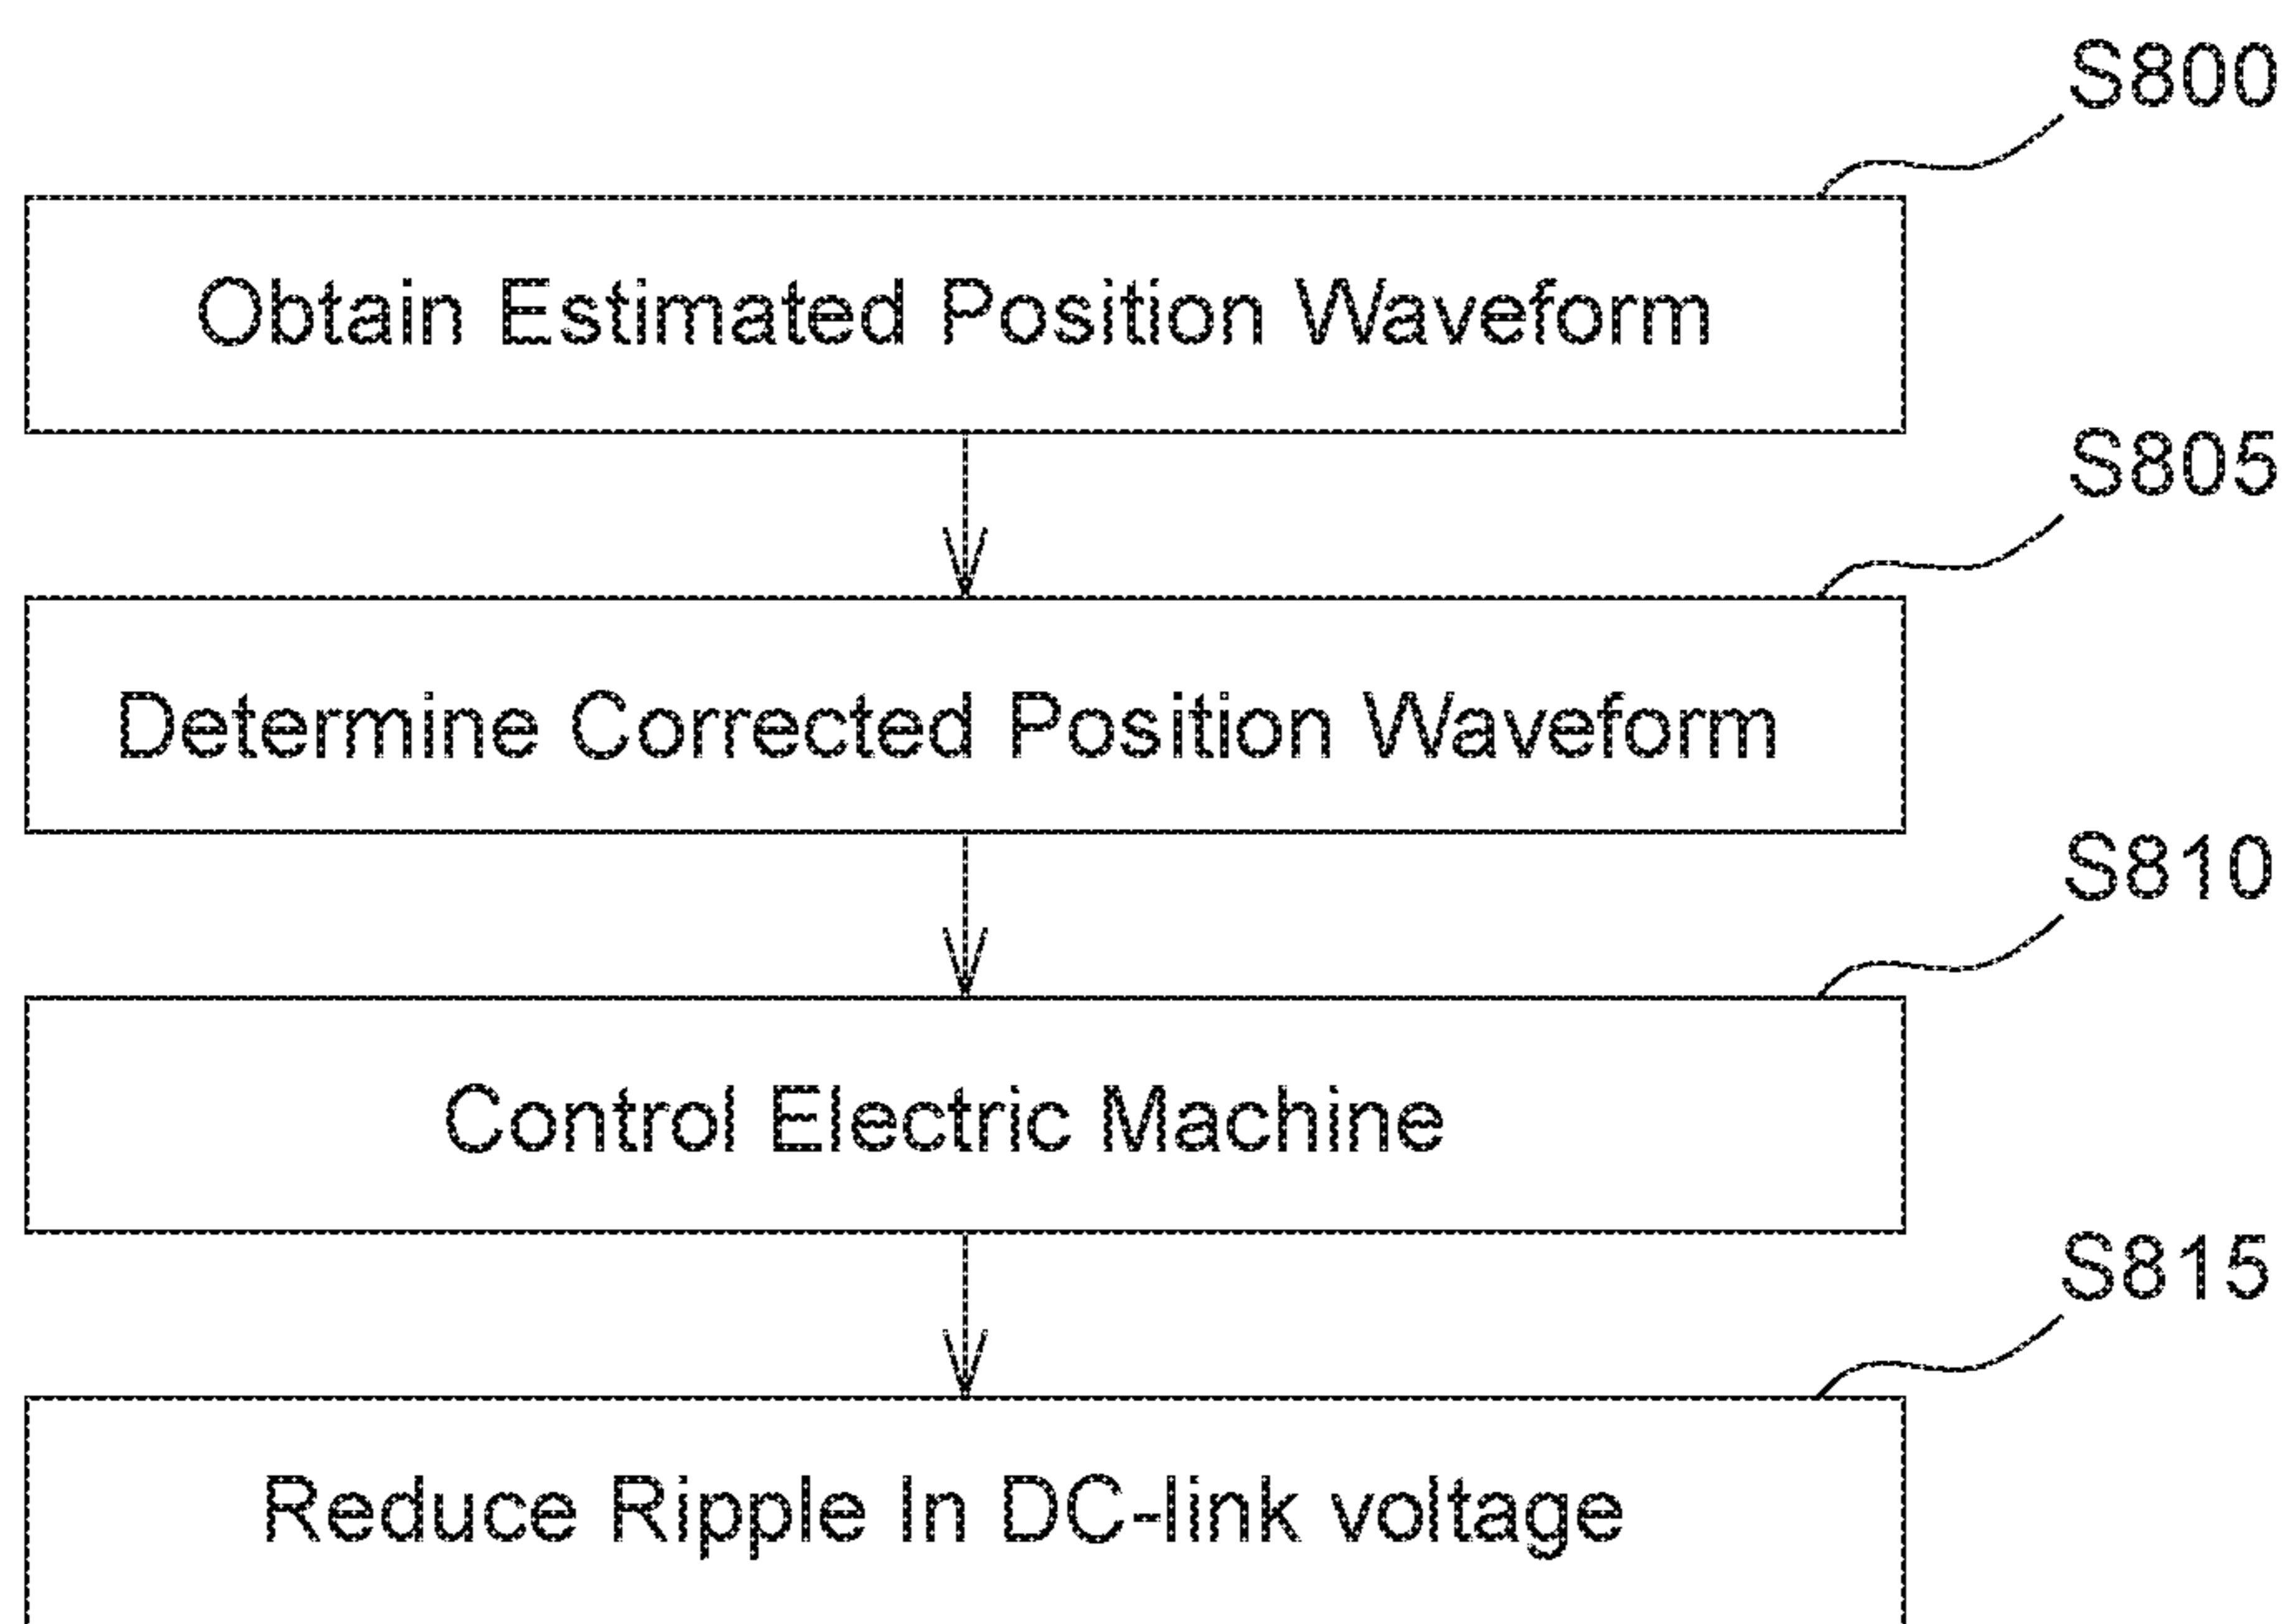 S800
Obtain Estimated Position Waveform
S805
Determine Corrected Position Waveform
S810
Control Electric Machine
S815
Reduce Ripple In DC-link voltage